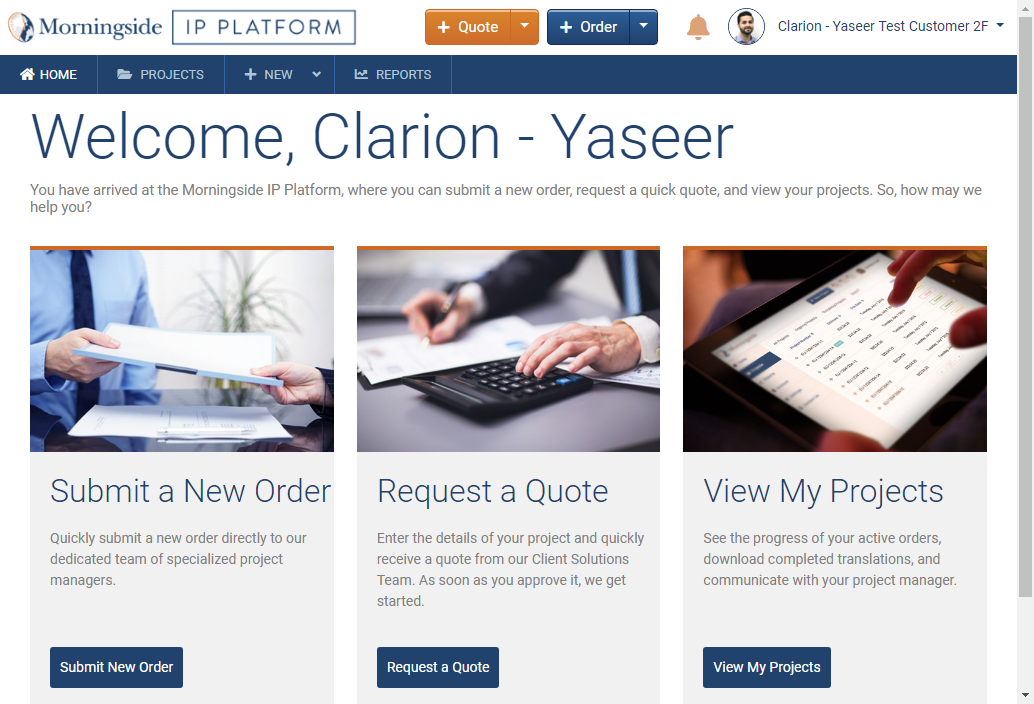 Morningside IP PLATFORM
Quote
Order
Clarion - Yaseer Test Customer 2F
HOME
PROJECTS
NEW
REPORTS
Welcome, Clarion - Yaseer
You have arrived at the Morningside IP Platform, where you can submit a new order, request a quick quote, and view your projects. So, how may we
help you?
Submit a New Order
Quickly submit a new order directly to our
dedicated team of specialized project
managers.
Submit New Order
Request a Quote
Enter the details of your project and quickly
receive a quote from our Client Solutions
Team. As soon as you approve it, we get
started.
Request a Quote
View My Projects
See the progress of your active orders,
download completed translations, and
communicate with your project manager.
View My Projects